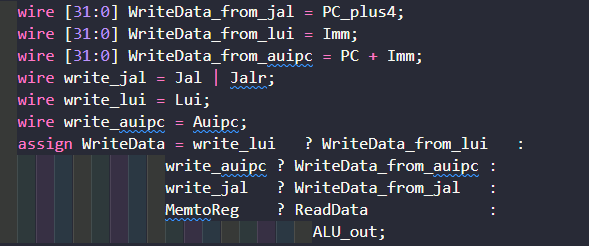 wire [31:0] WriteData_from_jal = PC_plus4;
wire [31:0] WriteData_from_lui = Imm;
wire [31:0] WriteData_from_auipc = PC + Imm;
wire write_jal = Jal | Jalr;
wire write_lui = Lui;
wire write_auipc = Auipc;
assign WriteData = write_lui   ? WriteData_from_lui   :
                   write_auipc ? WriteData_from_auipc :
                   write_jal   ? WriteData_from_jal   :
                   MemtoReg    ? ReadData             :
                                 ALU_out;